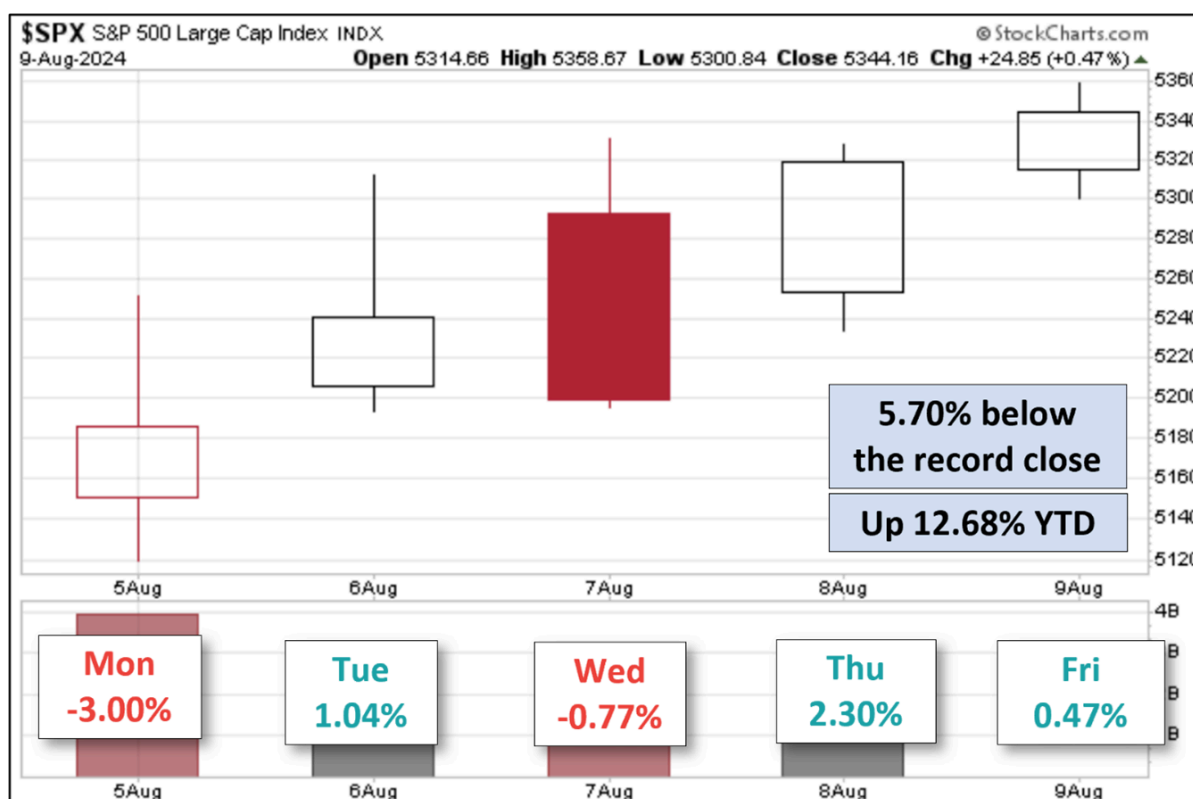 $SPX S&P 500 Large Cap Index INDX © StockCharts.com
9-Aug-2024 Open 5314.66 High 5358.67 Low 5300.84 Close 5344.16 Chg +24.85 (+0.47%)
5360
5340
5320
5300
5280
5260
5240
5220
5200
5180
5160
5140
5120
5.70% below
the record close
Up 12.68% YTD
5Aug 6Aug 7Aug 8Aug 9Aug
4B
B
B
B
Mon
-3.00%
Tue
1.04%
Wed
-0.77%
Thu
2.30%
Fri
0.47%
5Aug 6Aug 7Aug 8Aug 9Aug